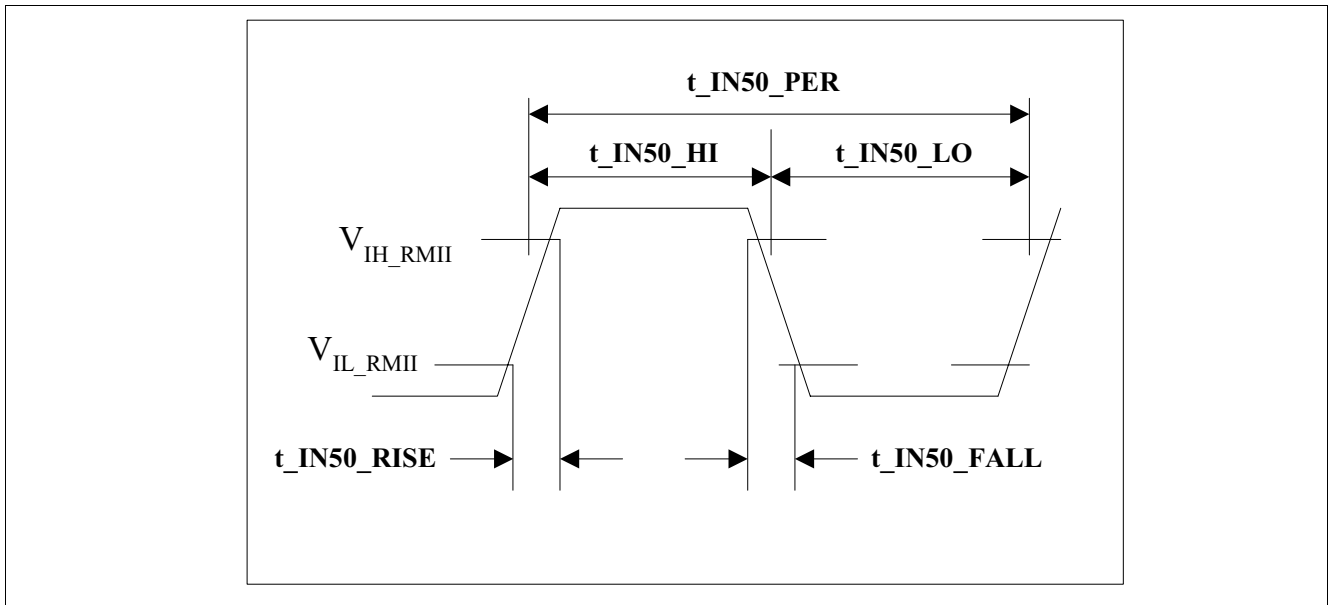 t_IN50_PER
t_IN50_HI
t_IN50_LO
V_IH_RMII
V_IL_RMII
t_IN50_RISE
t_IN50_FALL